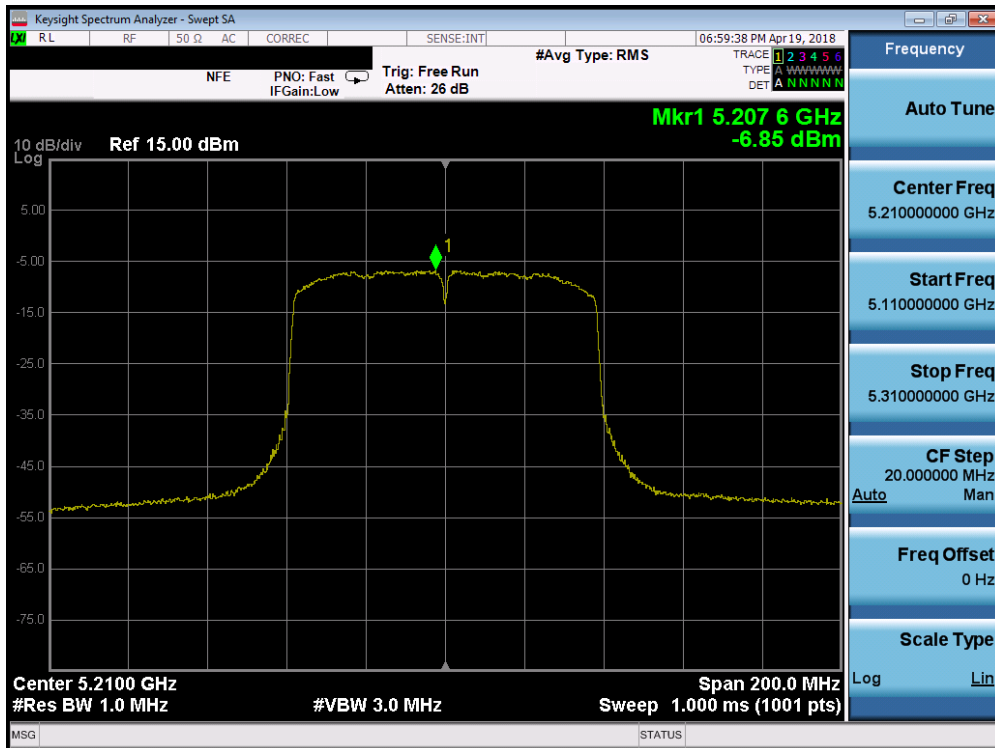 Keysight Spectrum Analyzer - Swept SA
LXI RL RF 50 Ω AC CORREC SENSE:INT 06:59:38 PM Apr 19, 2018
Frequency
#Avg Type: RMS TRACE 1 2 3 4 5 6
NFE PNO: Fast Trig: Free Run TYPE A WWWWW
IFGain:Low Atten: 26 dB DET A N N N N N
Auto Tune
Mkr1 5.207 6 GHz
-6.85 dBm
10 dB/div Ref 15.00 dBm
Log
5.00
-5.00
-15.0
-25.0
-35.0
-45.0
-55.0
-65.0
-75.0
1
Center Freq
5.210000000 GHz
Start Freq
5.110000000 GHz
Stop Freq
5.310000000 GHz
CF Step
20.000000 MHz
Auto Man
Freq Offset
0 Hz
Scale Type
Log Lin
Center 5.2100 GHz Span 200.0 MHz
#Res BW 1.0 MHz #VBW 3.0 MHz Sweep 1.000 ms (1001 pts)
MSG STATUS